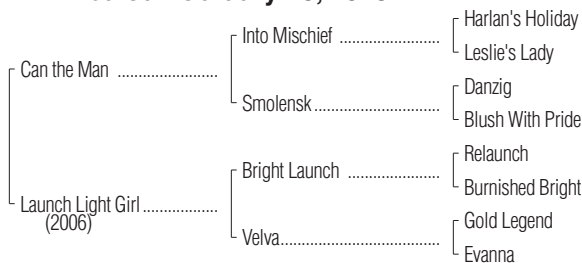 Harlan's Holiday
Into Mischief
Leslie's Lady
Can the Man
Danzig
Smolensk
Blush With Pride
Relaunch
Bright Launch
Burnished Bright
Launch Light Girl
(2006)
Gold Legend
Velva
Evanna